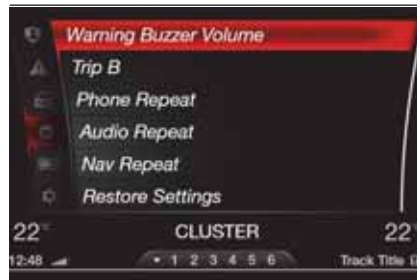 Warning Buzzer Volume
Trip B
Phone Repeat
Audio Repeat
Nav Repeat
Restore Settings
22° CLUSTER 22°
12:48 • 1 2 3 4 5 6 Track Title